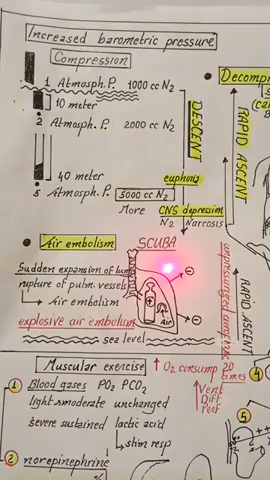 Increased barometric pressure
Compression
Decomp
1 Atmosph. P. 1000 cc N2
10 meter
2 Atmosph. P. 2000 cc N2
DESCENT
RAPID ASCENT
40 meter
euphoria
5 Atmosph. P. 5000 cc N2
More CNS depression
N2 Narcosis
Air embolism
SCUBA
Sudden expansion of lung
rupture of pulm. vessels
Air embolism
Air
explosive air embolism
sea level
RAPID ASCENT
Muscular exercise
↑ O2 consump 20 times
1 Blood gases PO2 PCO2
light & moderate unchanged
↑ Vent
Diff
Perf
severe sustained lactic acid
stim resp
2 norepinephrine
4
5